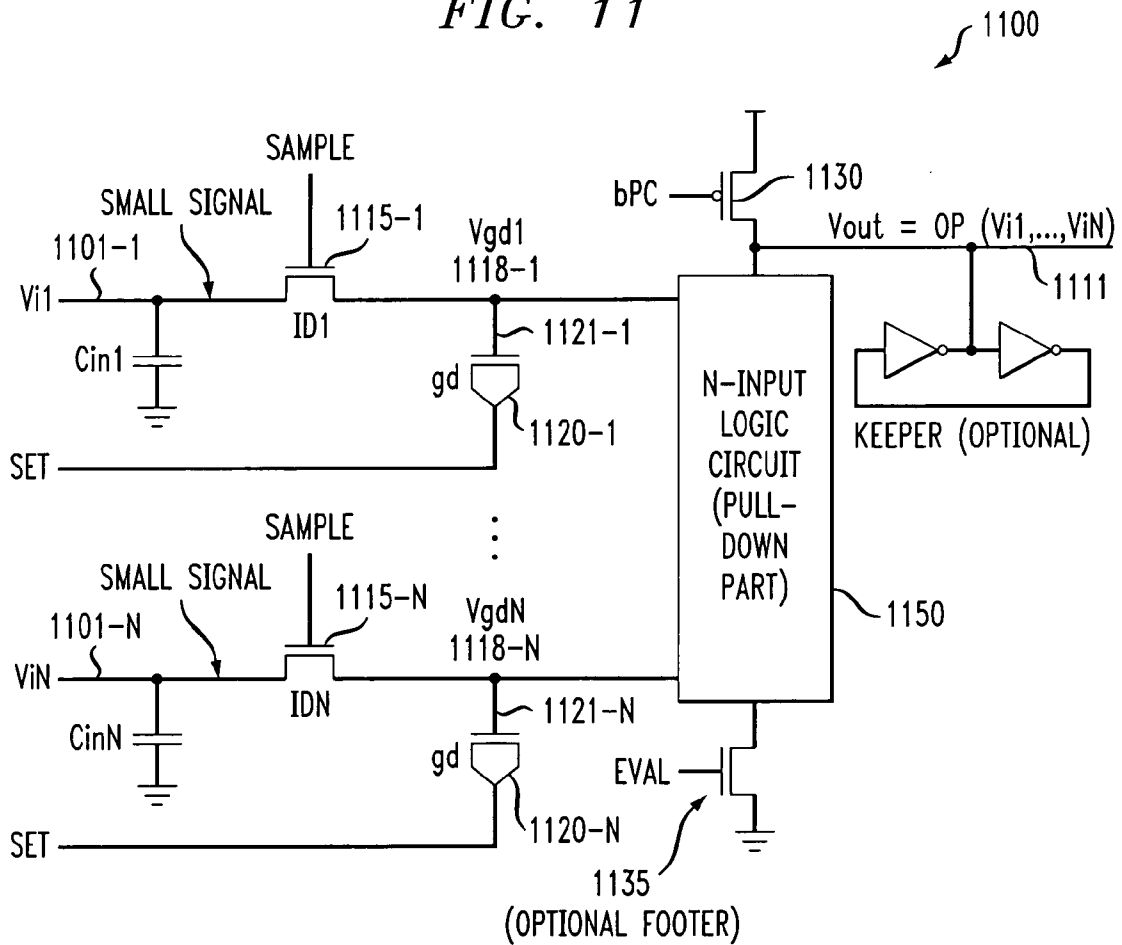 FIG. 11
1100
SAMPLE
SMALL SIGNAL
1101-1
1115-1
Vgd1
1118-1
Vi1
ID1
Cin1
1121-1
gd
1120-1
SET
bPC
1130
Vout = OP (Vi1,...,ViN)
1111
KEEPER (OPTIONAL)
N-INPUT
LOGIC
CIRCUIT
(PULL-
DOWN
PART)
1150
SAMPLE
SMALL SIGNAL
1101-N
1115-N
VgdN
1118-N
ViN
IDN
CinN
1121-N
gd
1120-N
SET
EVAL
1135
(OPTIONAL FOOTER)